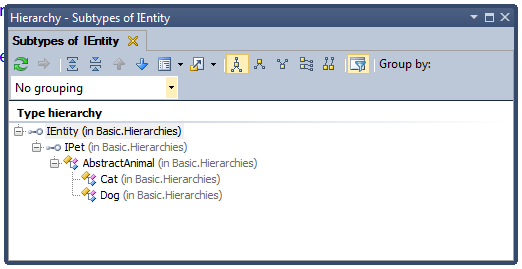 Hierarchy - Subtypes of IEntity
Subtypes of IEntity
Group by:
No grouping
Type hierarchy
IEntity (in Basic.Hierarchies)
IPet (in Basic.Hierarchies)
AbstractAnimal (in Basic.Hierarchies)
Cat (in Basic.Hierarchies)
Dog (in Basic.Hierarchies)